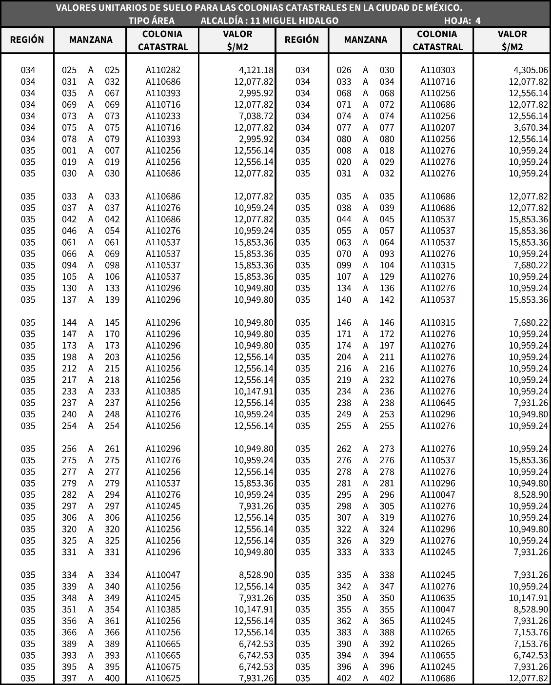 VALORES UNITARIOS DE SUELO PARA LAS COLONIAS CATASTRALES EN LA CIUDAD DE MÉXICO.
TIPO ÁREA ALCALDÍA : 11 MIGUEL HIDALGO HOJA: 4
REGIÓN MANZANA COLONIA CATASTRAL VALOR $/M2 REGIÓN MANZANA COLONIA CATASTRAL VALOR $/M2
034 025 A 025 A110282 4,121.18 034 026 A 030 A110303 4,305.06
034 031 A 032 A110686 12,077.82 034 033 A 034 A110716 12,077.82
034 035 A 067 A110393 2,995.92 034 068 A 068 A110256 12,556.14
034 069 A 069 A110716 12,077.82 034 071 A 072 A110686 12,077.82
034 073 A 073 A110233 7,038.72 034 074 A 074 A110256 12,556.14
034 075 A 075 A110716 12,077.82 034 077 A 077 A110207 3,670.34
034 078 A 079 A110393 2,995.92 034 080 A 080 A110256 12,556.14
035 001 A 007 A110256 12,556.14 035 008 A 018 A110276 10,959.24
035 019 A 019 A110256 12,556.14 035 020 A 029 A110276 10,959.24
035 030 A 030 A110686 12,077.82 035 031 A 032 A110276 10,959.24
035 033 A 033 A110686 12,077.82 035 035 A 035 A110686 12,077.82
035 037 A 037 A110276 10,959.24 035 038 A 039 A110686 12,077.82
035 042 A 042 A110686 12,077.82 035 044 A 045 A110537 15,853.36
035 046 A 054 A110276 10,959.24 035 055 A 057 A110537 15,853.36
035 061 A 061 A110537 15,853.36 035 063 A 064 A110537 15,853.36
035 066 A 069 A110537 15,853.36 035 070 A 093 A110276 10,959.24
035 094 A 098 A110537 15,853.36 035 099 A 104 A110315 7,680.22
035 105 A 106 A110537 15,853.36 035 107 A 129 A110276 10,959.24
035 130 A 133 A110296 10,949.80 035 134 A 136 A110276 10,959.24
035 137 A 139 A110296 10,949.80 035 140 A 142 A110537 15,853.36
035 144 A 145 A110296 10,949.80 035 146 A 146 A110315 7,680.22
035 147 A 170 A110296 10,949.80 035 171 A 172 A110276 10,959.24
035 173 A 173 A110296 10,949.80 035 174 A 197 A110276 10,959.24
035 198 A 203 A110256 12,556.14 035 204 A 211 A110276 10,959.24
035 212 A 215 A110256 12,556.14 035 216 A 216 A110276 10,959.24
035 217 A 218 A110256 12,556.14 035 219 A 232 A110276 10,959.24
035 233 A 233 A110385 10,147.91 035 234 A 236 A110276 10,959.24
035 237 A 237 A110256 12,556.14 035 238 A 238 A110645 7,931.26
035 240 A 248 A110276 10,959.24 035 249 A 253 A110296 10,949.80
035 254 A 254 A110256 12,556.14 035 255 A 255 A110276 10,959.24
035 256 A 261 A110296 10,949.80 035 262 A 273 A110276 10,959.24
035 275 A 275 A110276 10,959.24 035 276 A 276 A110537 15,853.36
035 277 A 277 A110256 12,556.14 035 278 A 278 A110276 10,959.24
035 279 A 279 A110537 15,853.36 035 281 A 281 A110296 10,949.80
035 282 A 294 A110276 10,959.24 035 295 A 296 A110047 8,528.90
035 297 A 297 A110245 7,931.26 035 298 A 305 A110276 10,959.24
035 306 A 306 A110256 12,556.14 035 307 A 319 A110276 10,959.24
035 320 A 320 A110256 12,556.14 035 322 A 324 A110296 10,949.80
035 325 A 325 A110256 12,556.14 035 326 A 329 A110276 10,959.24
035 331 A 331 A110296 10,949.80 035 333 A 333 A110245 7,931.26
035 334 A 334 A110047 8,528.90 035 335 A 338 A110245 7,931.26
035 339 A 340 A110256 12,556.14 035 342 A 347 A110276 10,959.24
035 348 A 349 A110245 7,931.26 035 350 A 350 A110635 10,147.91
035 351 A 354 A110385 10,147.91 035 355 A 355 A110047 8,528.90
035 356 A 361 A110256 12,556.14 035 362 A 365 A110245 7,931.26
035 366 A 366 A110256 12,556.14 035 383 A 388 A110265 7,153.76
035 389 A 389 A110665 6,742.53 035 390 A 392 A110265 7,153.76
035 393 A 393 A110665 6,742.53 035 394 A 394 A110655 6,742.53
035 395 A 395 A110675 6,742.53 035 396 A 396 A110245 7,931.26
035 397 A 400 A110625 7,931.26 035 402 A 402 A110686 12,077.82